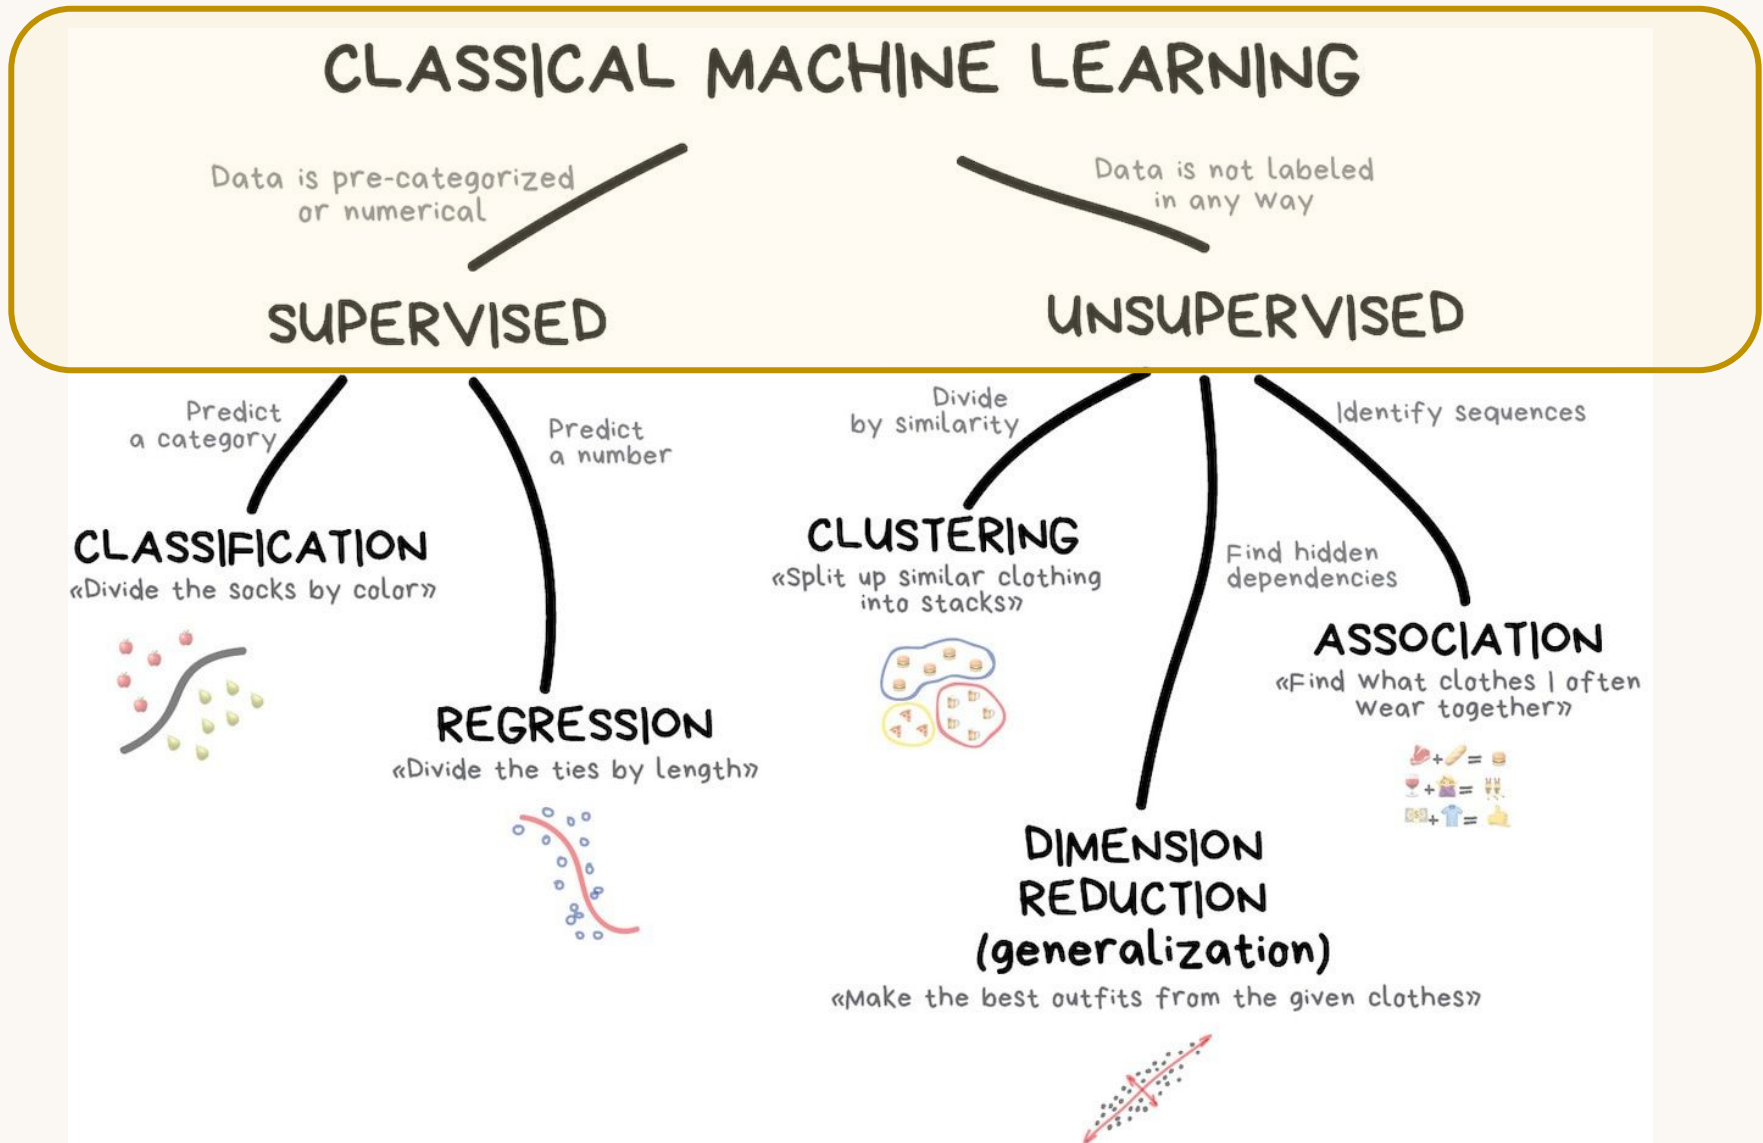 CLASSICAL MACHINE LEARNING
Data is pre-categorized
or numerical
Data is not labeled
in any way
SUPERVISED
UNSUPERVISED
Predict
a category
Predict
a number
Divide
by similarity
Identify sequences
CLASSIFICATION
«Divide the socks by color»
CLUSTERING
«Split up similar clothing
into stacks»
Find hidden
dependencies
ASSOCIATION
«Find what clothes I often
wear together»
REGRESSION
«Divide the ties by length»
+ =
+ =
+ =
DIMENSION
REDUCTION
(generalization)
«Make the best outfits from the given clothes»